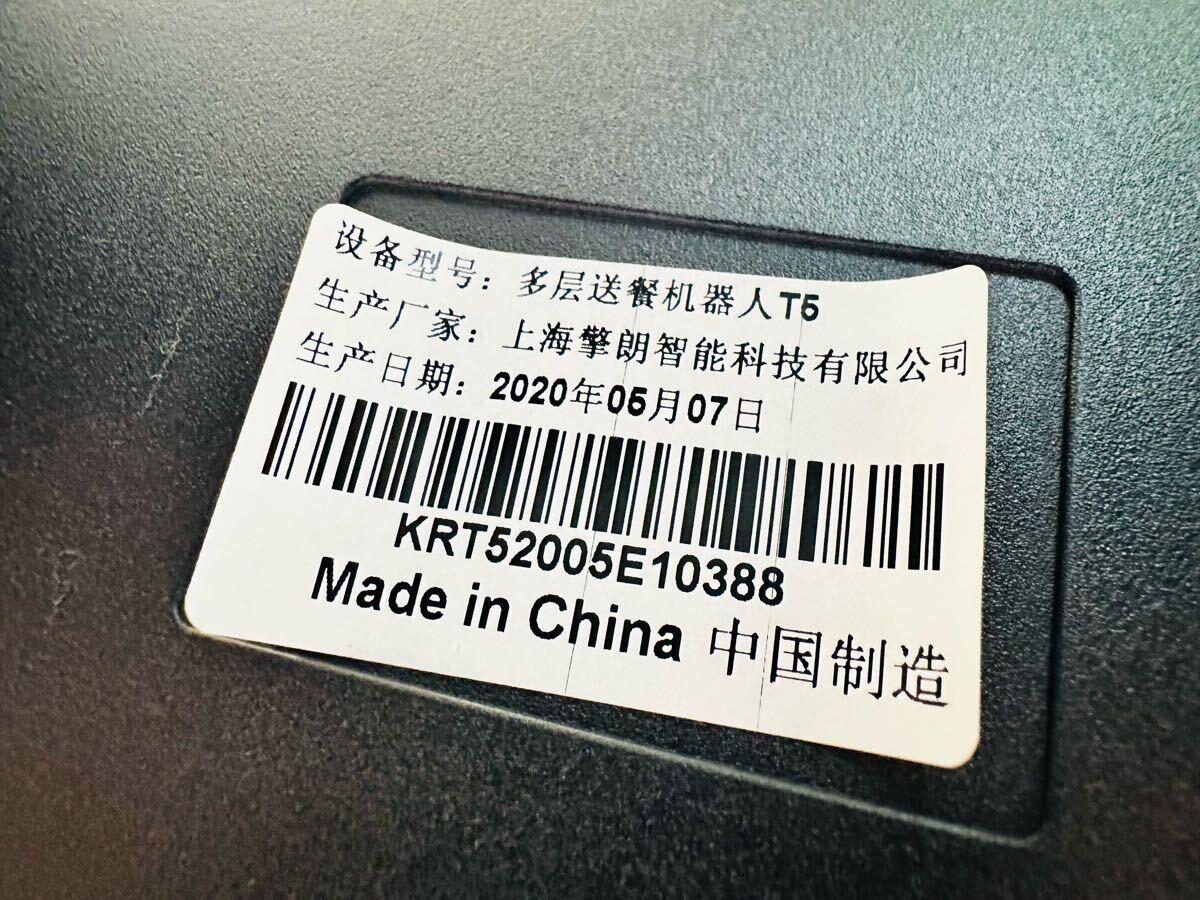 设备型号：多层送餐机器人T5
生产厂家：上海擎朗智能科技有限公司
生产日期：2020年05月07日
KRT52005E10388
Made in China 中国制造